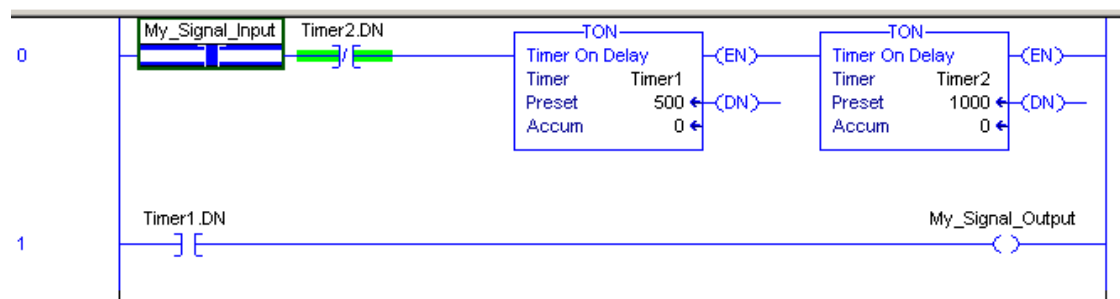 My_Signal_Input Timer2.DN TON TON
0 Timer On Delay (EN) Timer On Delay (EN)
Timer Timer1 Timer Timer2
Preset 500 (DN) Preset 1000 (DN)
Accum 0 Accum 0
Timer1.DN My_Signal_Output
1